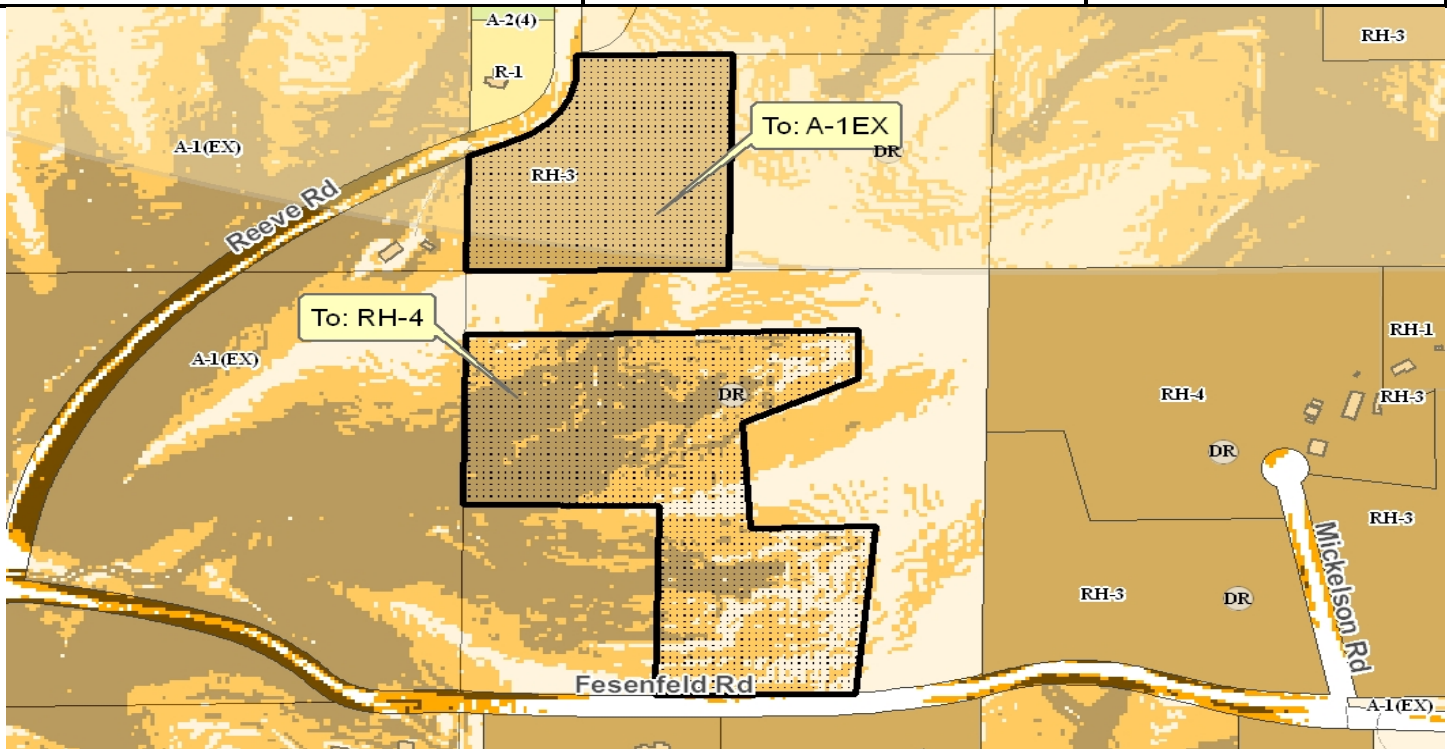 A-2(4)
RH-3
R-1
To: A-1EX
A-1(EX)
DR
RH-3
Reeve Rd
To: RH-4
RH-1
A-1(EX)
DR
RH-4
RH-3
DR
RH-3
Mickelson Rd
RH-3
DR
Fesenfeld Rd
A-1(EX)